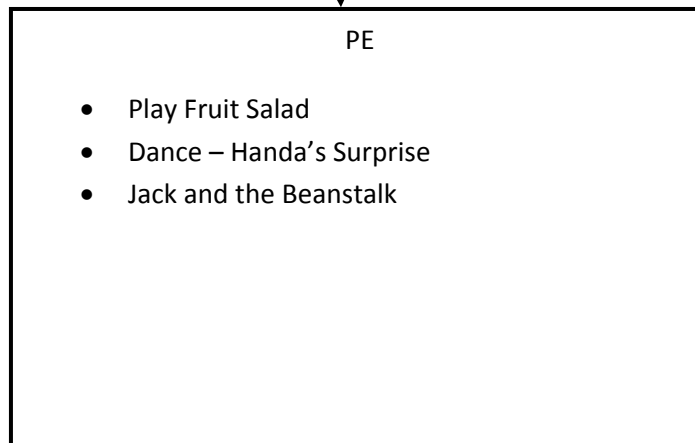 PE
• Play Fruit Salad
• Dance – Handa’s Surprise
• Jack and the Beanstalk